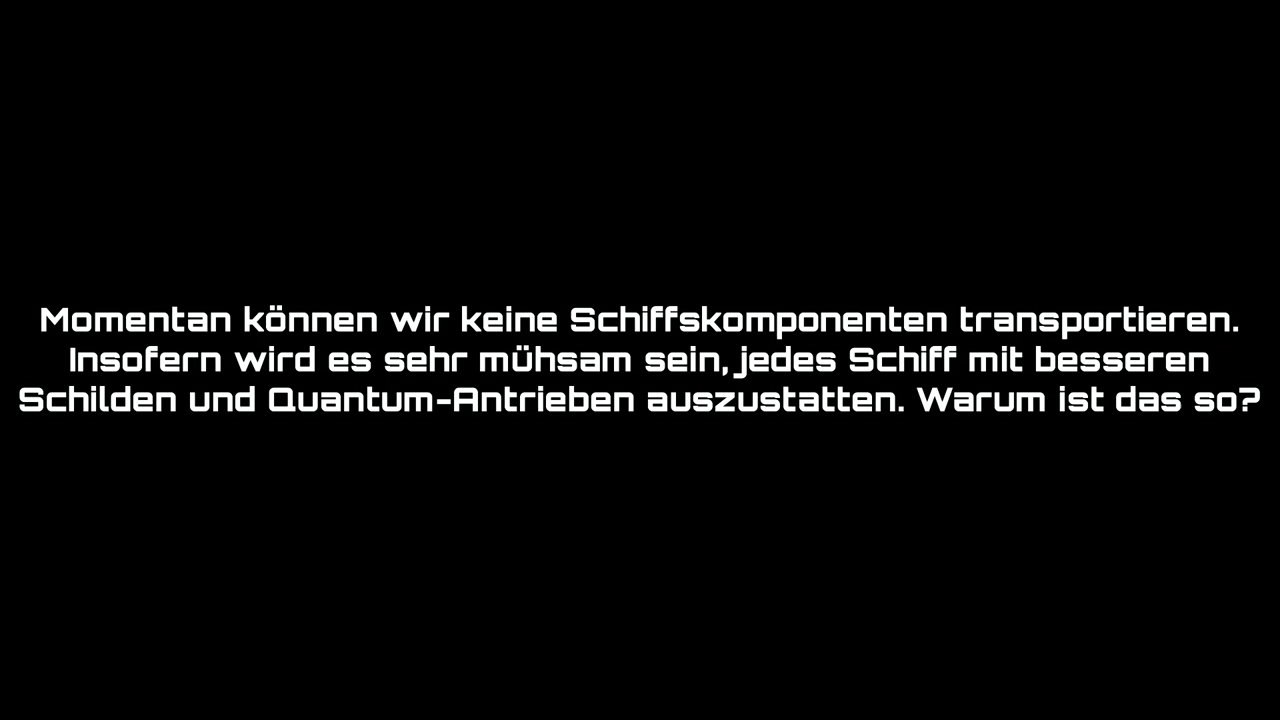 Momentan können wir keine Schiffskomponenten transportieren.
Insofern wird es sehr mühsam sein, jedes Schiff mit besseren
Schilden und Quantum-Antrieben auszustatten. Warum ist das so?